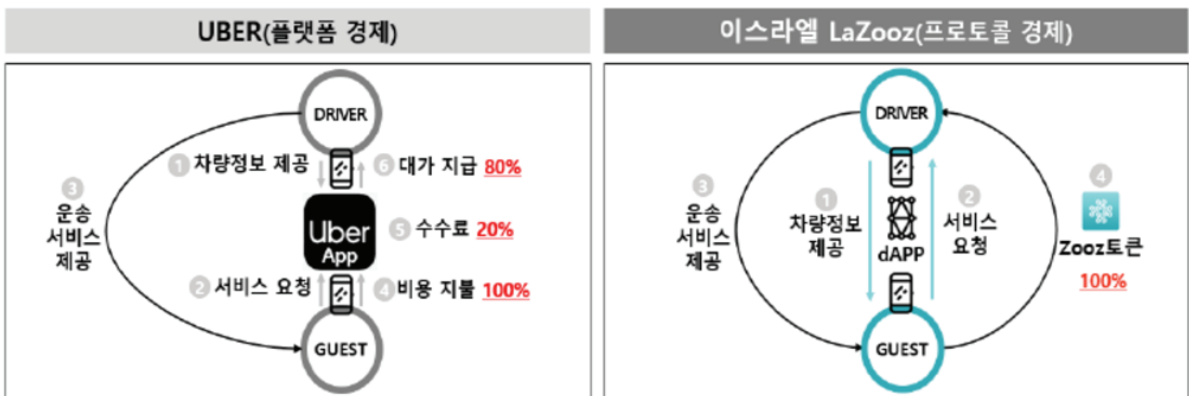 UBER(플랫폼 경제)
DRIVER
1 차량정보 제공
6 대가 지급 80%
3
운송
서비스
제공
Uber
App
5 수수료 20%
2 서비스 요청
4 비용 지불 100%
GUEST
이스라엘 LaZooz(프로토콜 경제)
DRIVER
3
운송
서비스
제공
1
차량정보
제공
dAPP
2
서비스
요청
4
Zooz토큰
100%
GUEST